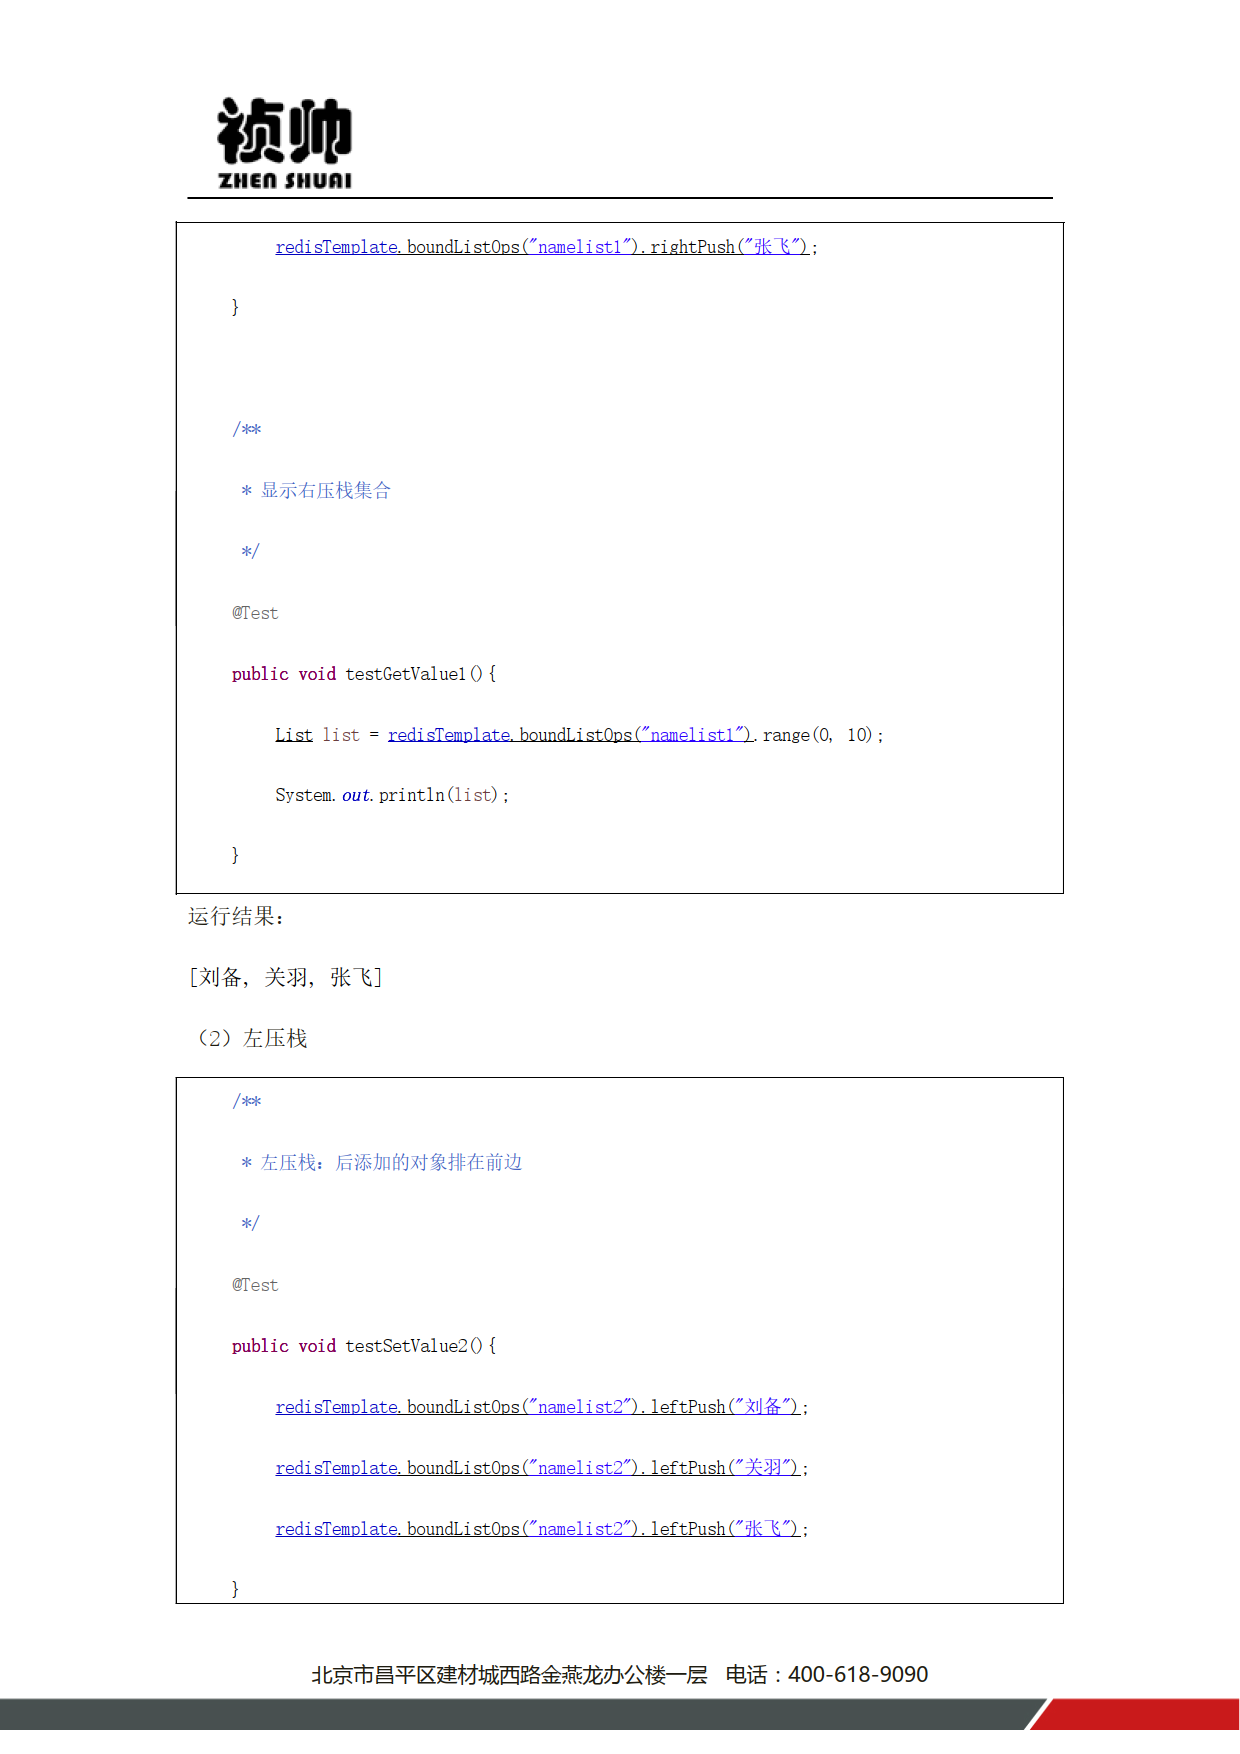 祯帅
ZHEN SHUAI
redisTemplate.boundListOps("namelist1").rightPush("张飞");
}
/**
* 显示右压栈集合
*/
@Test
public void testGetValue1(){
List list = redisTemplate.boundListOps("namelist1").range(0, 10);
System.out.println(list);
}
运行结果：
[刘备, 关羽, 张飞]
（2）左压栈
/**
* 左压栈：后添加的对象排在前边
*/
@Test
public void testSetValue2(){
redisTemplate.boundListOps("namelist2").leftPush("刘备");
redisTemplate.boundListOps("namelist2").leftPush("关羽");
redisTemplate.boundListOps("namelist2").leftPush("张飞");
}
北京市昌平区建材城西路金燕龙办公楼一层 电话：400-618-9090